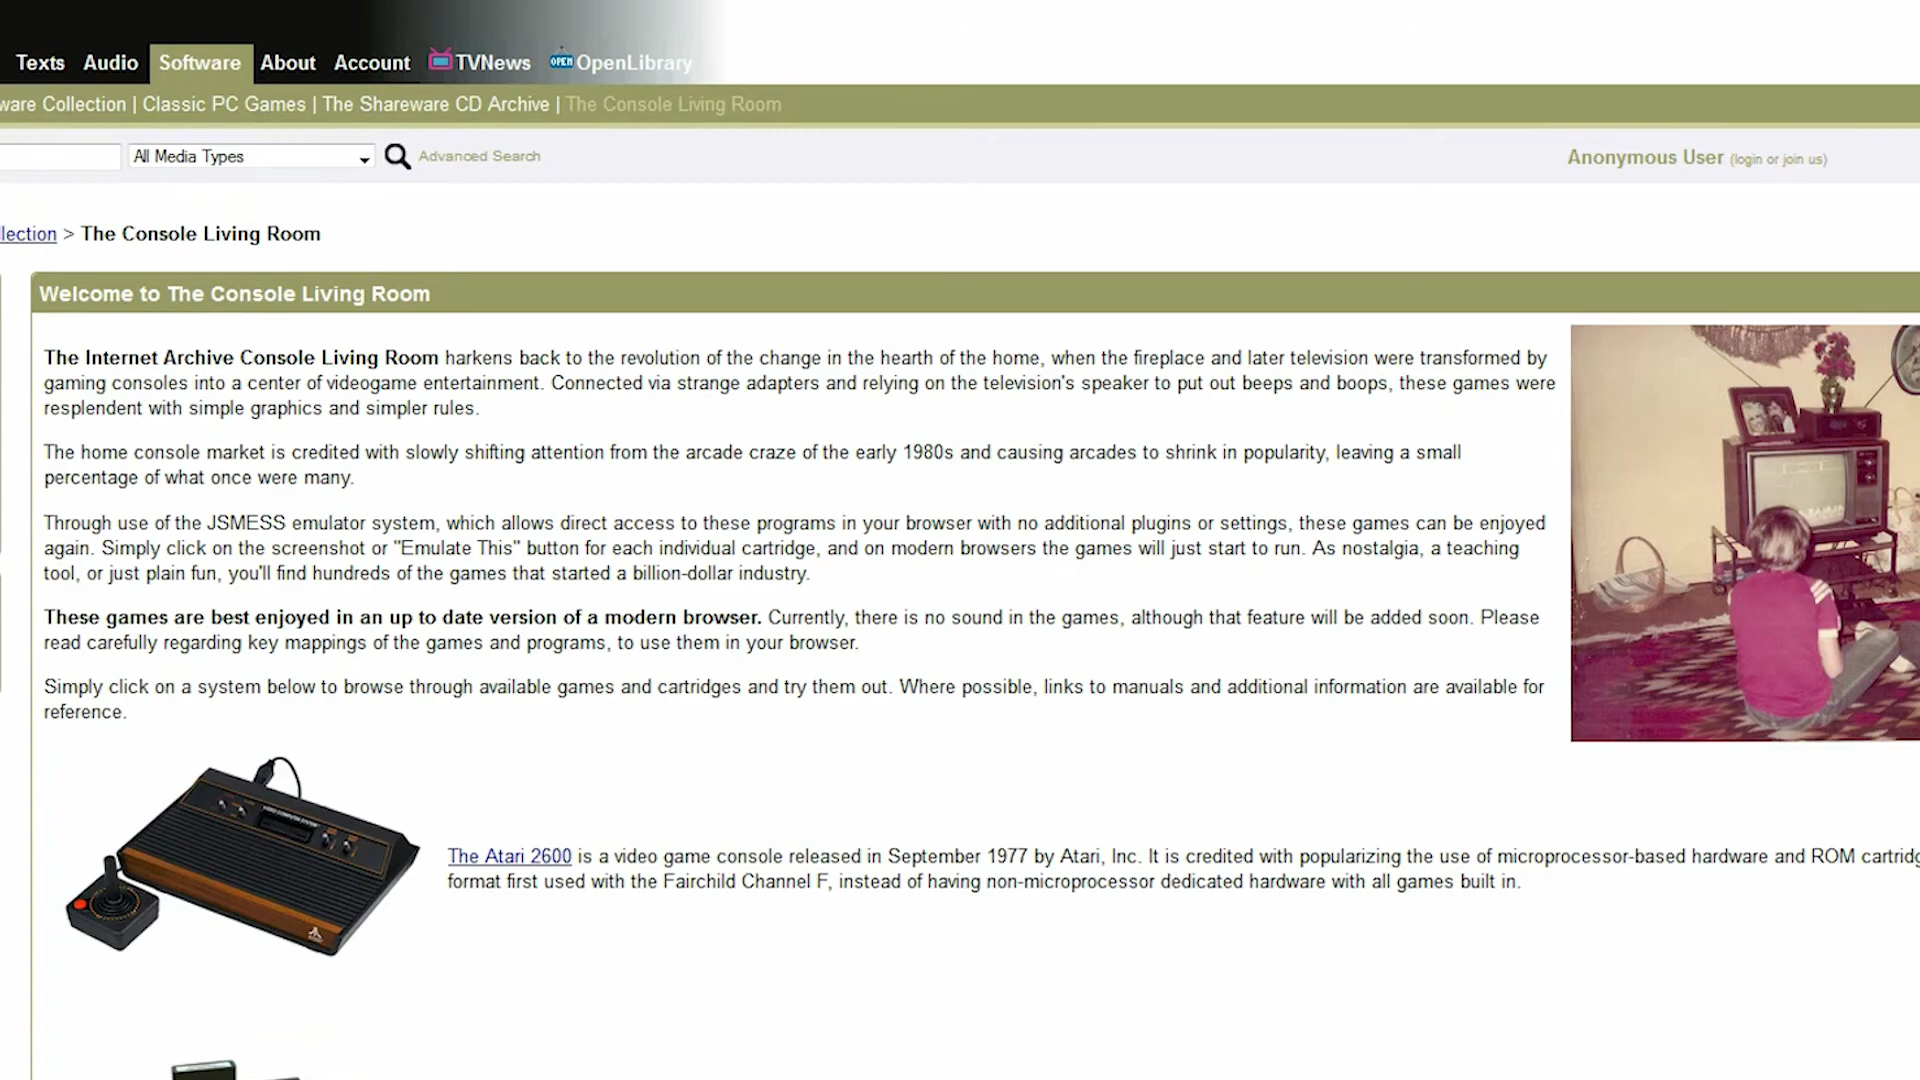 Texts Audio Software About Account TVNews OPEN OpenLibrary
ware Collection | Classic PC Games | The Shareware CD Archive | The Console Living Room
All Media Types Advanced Search Anonymous User (login or join us)
llection > The Console Living Room
Welcome to The Console Living Room
The Internet Archive Console Living Room harkens back to the revolution of the change in the hearth of the home, when the fireplace and later television were transformed by
gaming consoles into a center of videogame entertainment. Connected via strange adapters and relying on the television's speaker to put out beeps and boops, these games were
resplendent with simple graphics and simpler rules.
The home console market is credited with slowly shifting attention from the arcade craze of the early 1980s and causing arcades to shrink in popularity, leaving a small
percentage of what once were many.
Through use of the JSMESS emulator system, which allows direct access to these programs in your browser with no additional plugins or settings, these games can be enjoyed
again. Simply click on the screenshot or "Emulate This" button for each individual cartridge, and on modern browsers the games will just start to run. As nostalgia, a teaching
tool, or just plain fun, you'll find hundreds of the games that started a billion-dollar industry.
These games are best enjoyed in an up to date version of a modern browser. Currently, there is no sound in the games, although that feature will be added soon. Please
read carefully regarding key mappings of the games and programs, to use them in your browser.
Simply click on a system below to browse through available games and cartridges and try them out. Where possible, links to manuals and additional information are available for
reference.
The Atari 2600 is a video game console released in September 1977 by Atari, Inc. It is credited with popularizing the use of microprocessor-based hardware and ROM cartridg
format first used with the Fairchild Channel F, instead of having non-microprocessor dedicated hardware with all games built in.